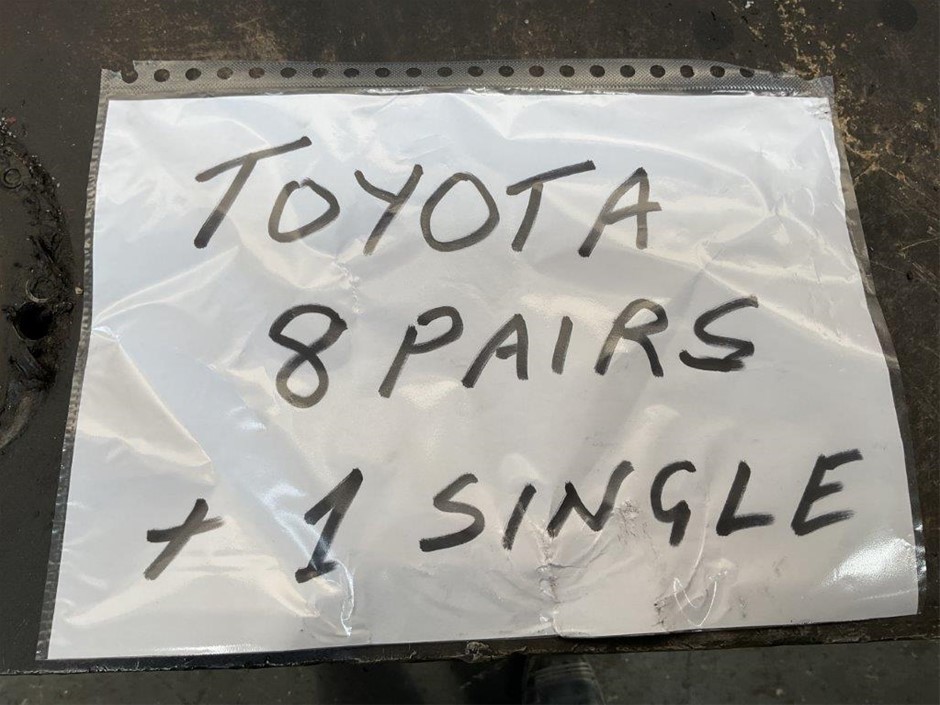 TOYOTA
8 PAIRS
+ 1 SINGLE